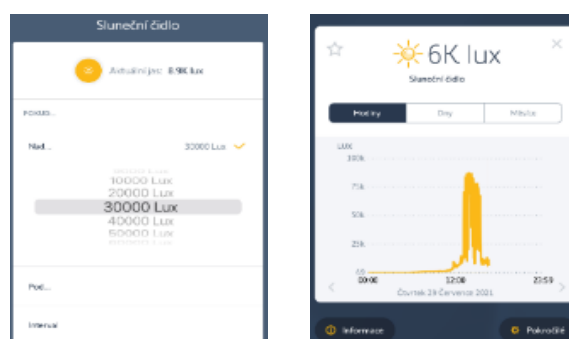 Sluneční čidlo
Aktuální jas: 8.9K lux
POKUD...
Nad... 30000 Lux
10000 Lux
20000 Lux
30000 Lux
40000 Lux
50000 Lux
Pod...
Interval
6K lux
Sluneční čidlo
Hodiny Dny Měsíce
LUX
100k
75k
50k
25k
00:00 12:00 23:59
Čtvrtek 29 Července 2021
Informace Pokročilé